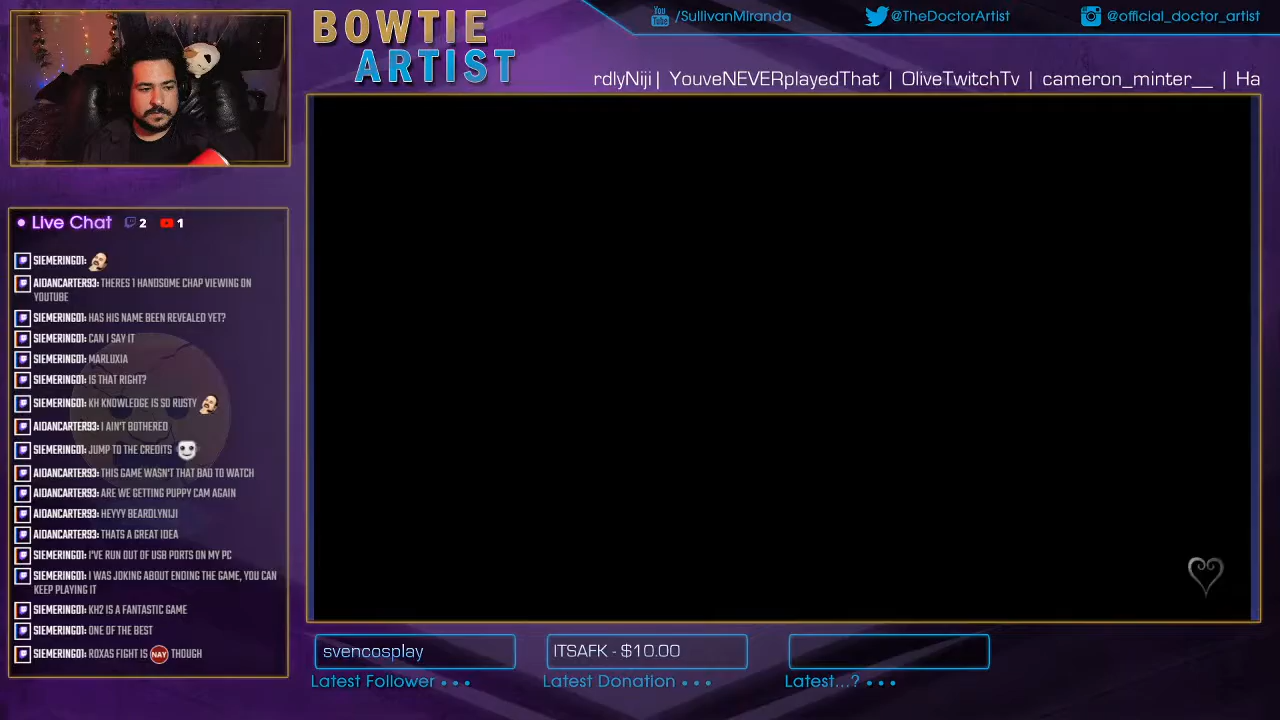 BOWTIE
ARTIST
You Tube /SullivanMiranda
@TheDoctorArtist
@official_doctor_artist
rdlyNiji | YouveNEVERplayedThat | OliveTwitchTv | cameron_minter__ | Ha
Live Chat 2 1
SIEMERING01:
AIDANCARTER93: THERES 1 HANDSOME CHAP VIEWING ON
YOUTUBE
SIEMERING01: HAS HIS NAME BEEN REVEALED YET?
SIEMERING01: CAN I SAY IT
SIEMERING01: MARLUXIA
SIEMERING01: IS THAT RIGHT?
SIEMERING01: KH KNOWLEDGE IS SO RUSTY
AIDANCARTER93: I AIN'T BOTHERED
SIEMERING01: JUMP TO THE CREDITS
AIDANCARTER93: THIS GAME WASN'T THAT BAD TO WATCH
AIDANCARTER93: ARE WE GETTING PUPPY CAM AGAIN
AIDANCARTER93: HEYYY BEARDLYNIJI
AIDANCARTER93: THATS A GREAT IDEA
SIEMERING01: I'VE RUN OUT OF USB PORTS ON MY PC
SIEMERING01: I WAS JOKING ABOUT ENDING THE GAME, YOU CAN
KEEP PLAYING IT
SIEMERING01: KH2 IS A FANTASTIC GAME
SIEMERING01: ONE OF THE BEST
SIEMERING01: ROXAS FIGHT IS NAY THOUGH
svencosplay
Latest Follower • • •
ITSAFK - $10.00
Latest Donation • • •
Latest...? • • •